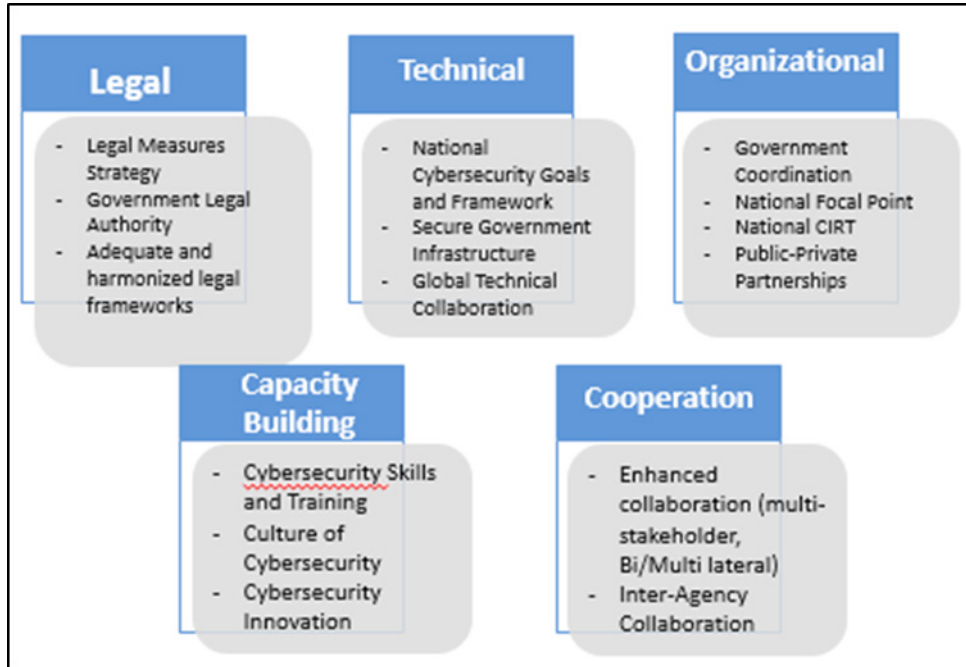 Legal
- Legal Measures
Strategy
- Government Legal
Authority
- Adequate and
harmonized legal
frameworks
Technical
- National
Cybersecurity Goals
and Framework
- Secure Government
Infrastructure
- Global Technical
Collaboration
Organizational
- Government
Coordination
- National Focal Point
- National CIRT
- Public-Private
Partnerships
Capacity
Building
- Cybersecurity Skills
and Training
- Culture of
Cybersecurity
- Cybersecurity
Innovation
Cooperation
- Enhanced
collaboration (multi-
stakeholder,
Bi/Multi lateral)
- Inter-Agency
Collaboration